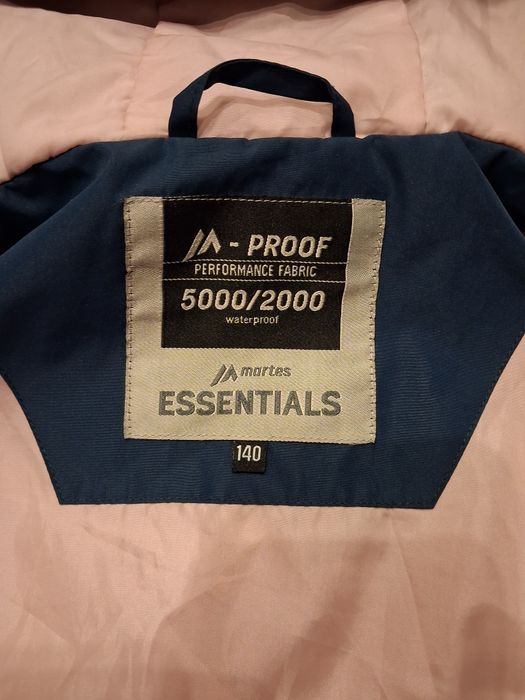 - PROOF
PERFORMANCE FABRIC
5000/2000
waterproof
martes
ESSENTIALS
140